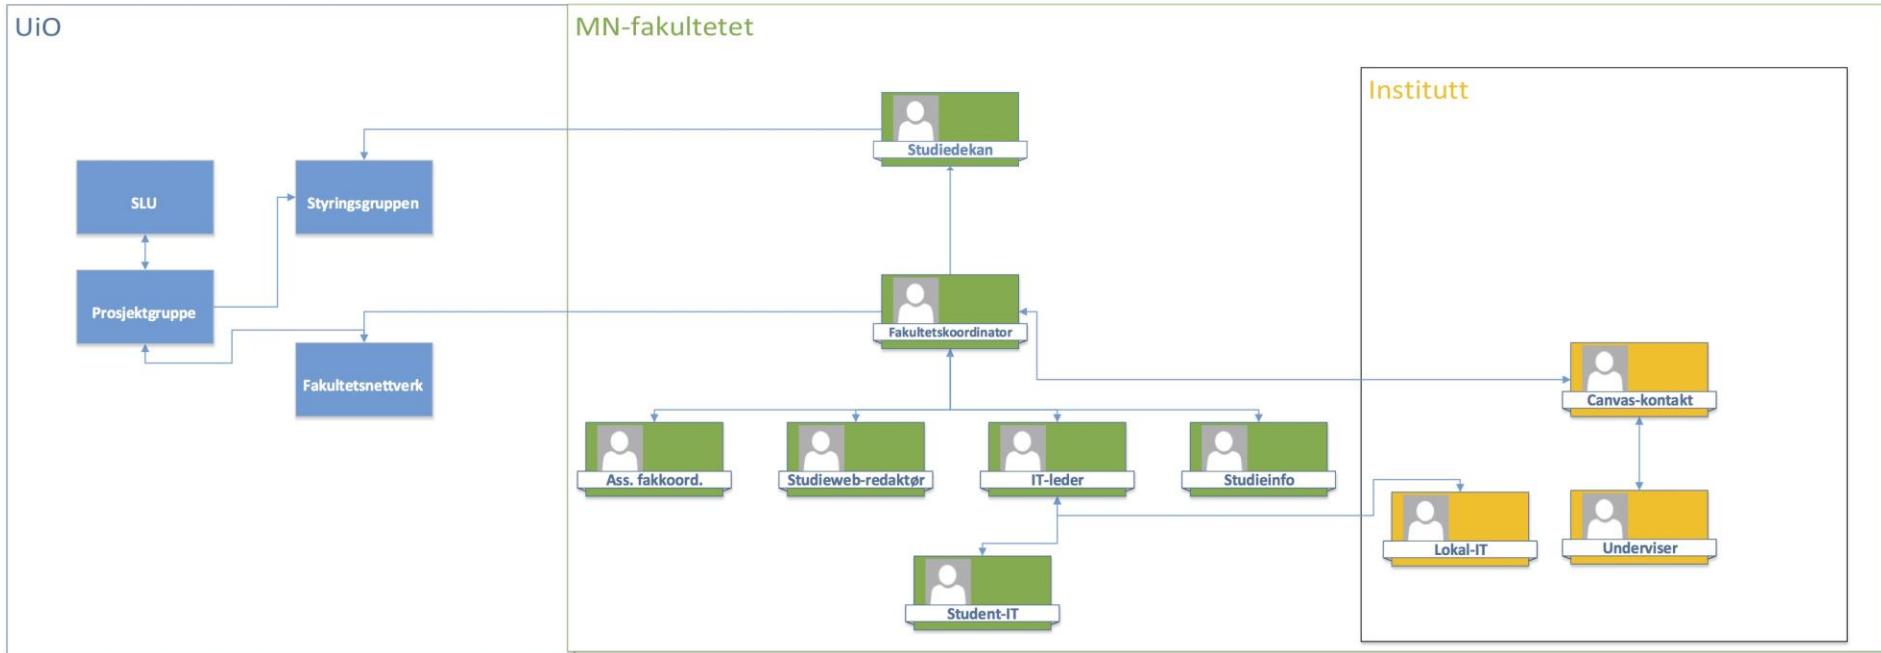 UiO
MN-fakultetet
Institutt
Studiedekan
SLU
Styringsgruppen
Prosjektgruppe
Fakultetskoordinator
Fakultetsnettverk
Canvas-kontakt
Ass. fakkoord.
Studieweb-redaktør
IT-leder
Studieinfo
Lokal-IT
Underviser
Student-IT